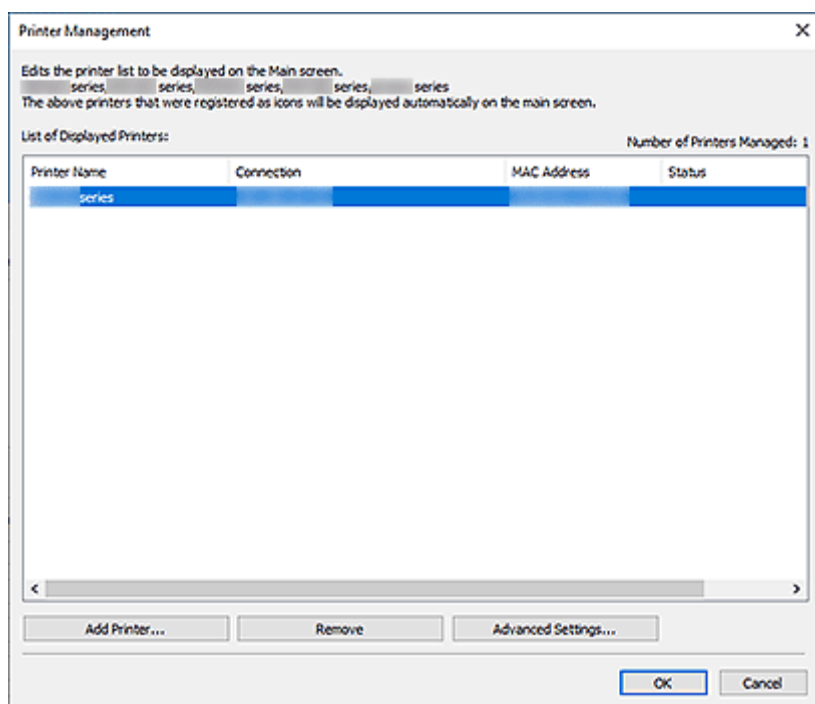 Printer Management
Edits the printer list to be displayed on the Main screen.
series, series, series, series, series
The above printers that were registered as icons will be displayed automatically on the main screen.
List of Displayed Printers:
Number of Printers Managed: 1
Printer Name Connection MAC Address Status
series
Add Printer... Remove Advanced Settings...
OK Cancel